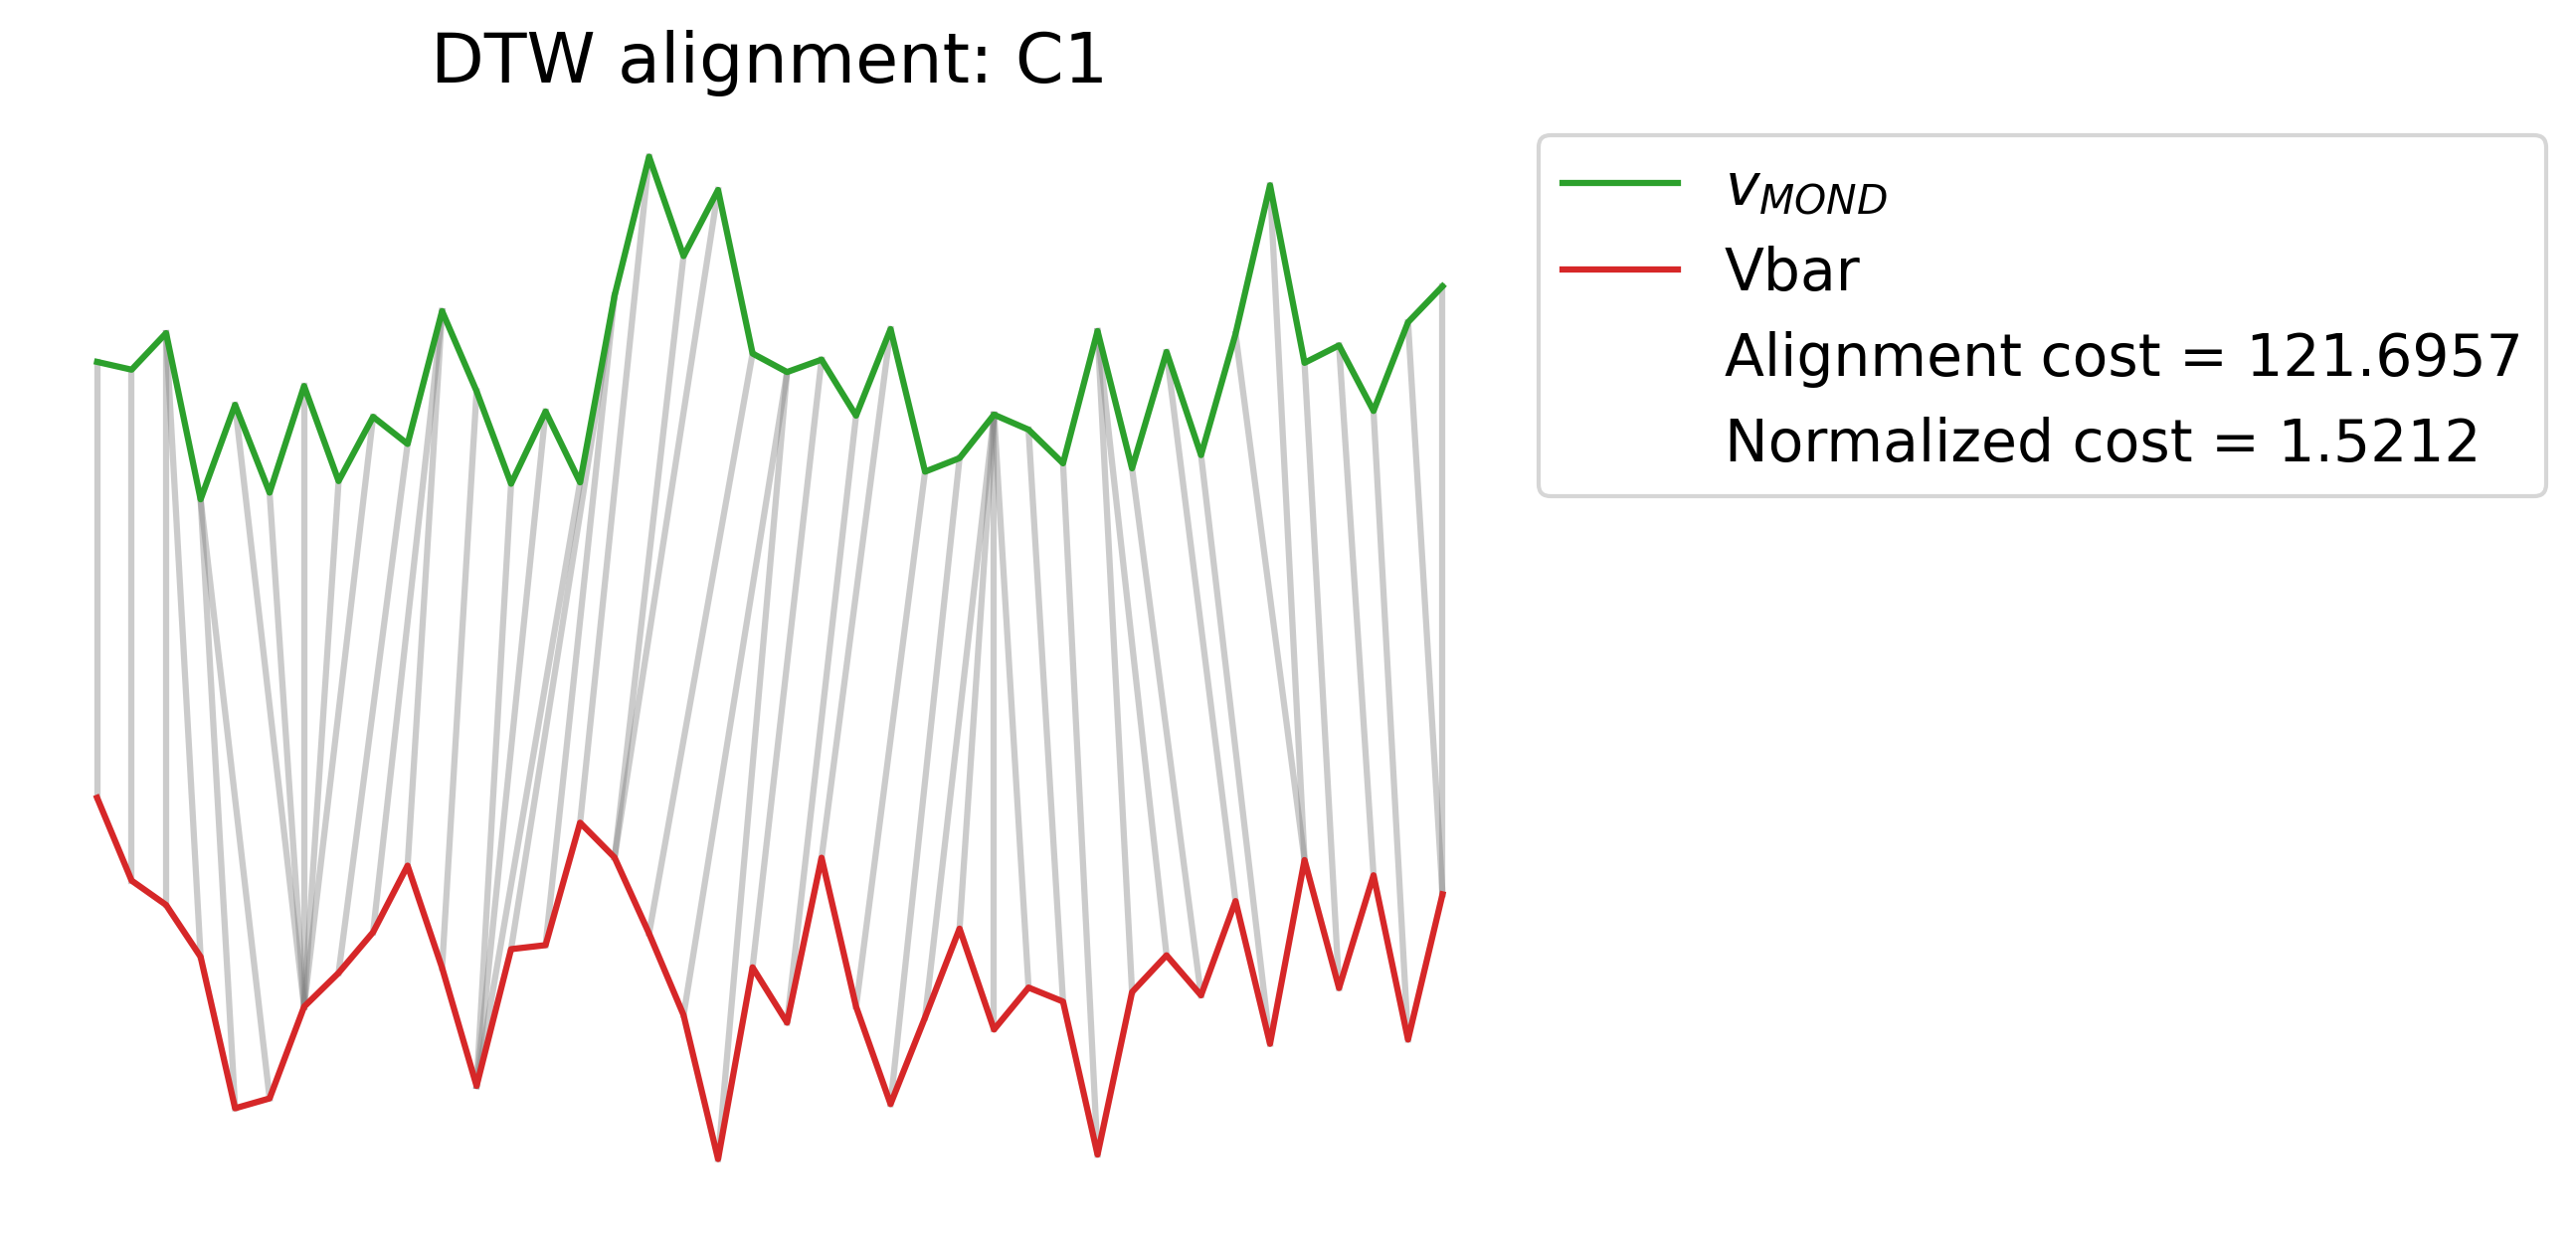 DTW alignment: C1
v_MOND
Vbar
Alignment cost = 121.6957
Normalized cost = 1.5212